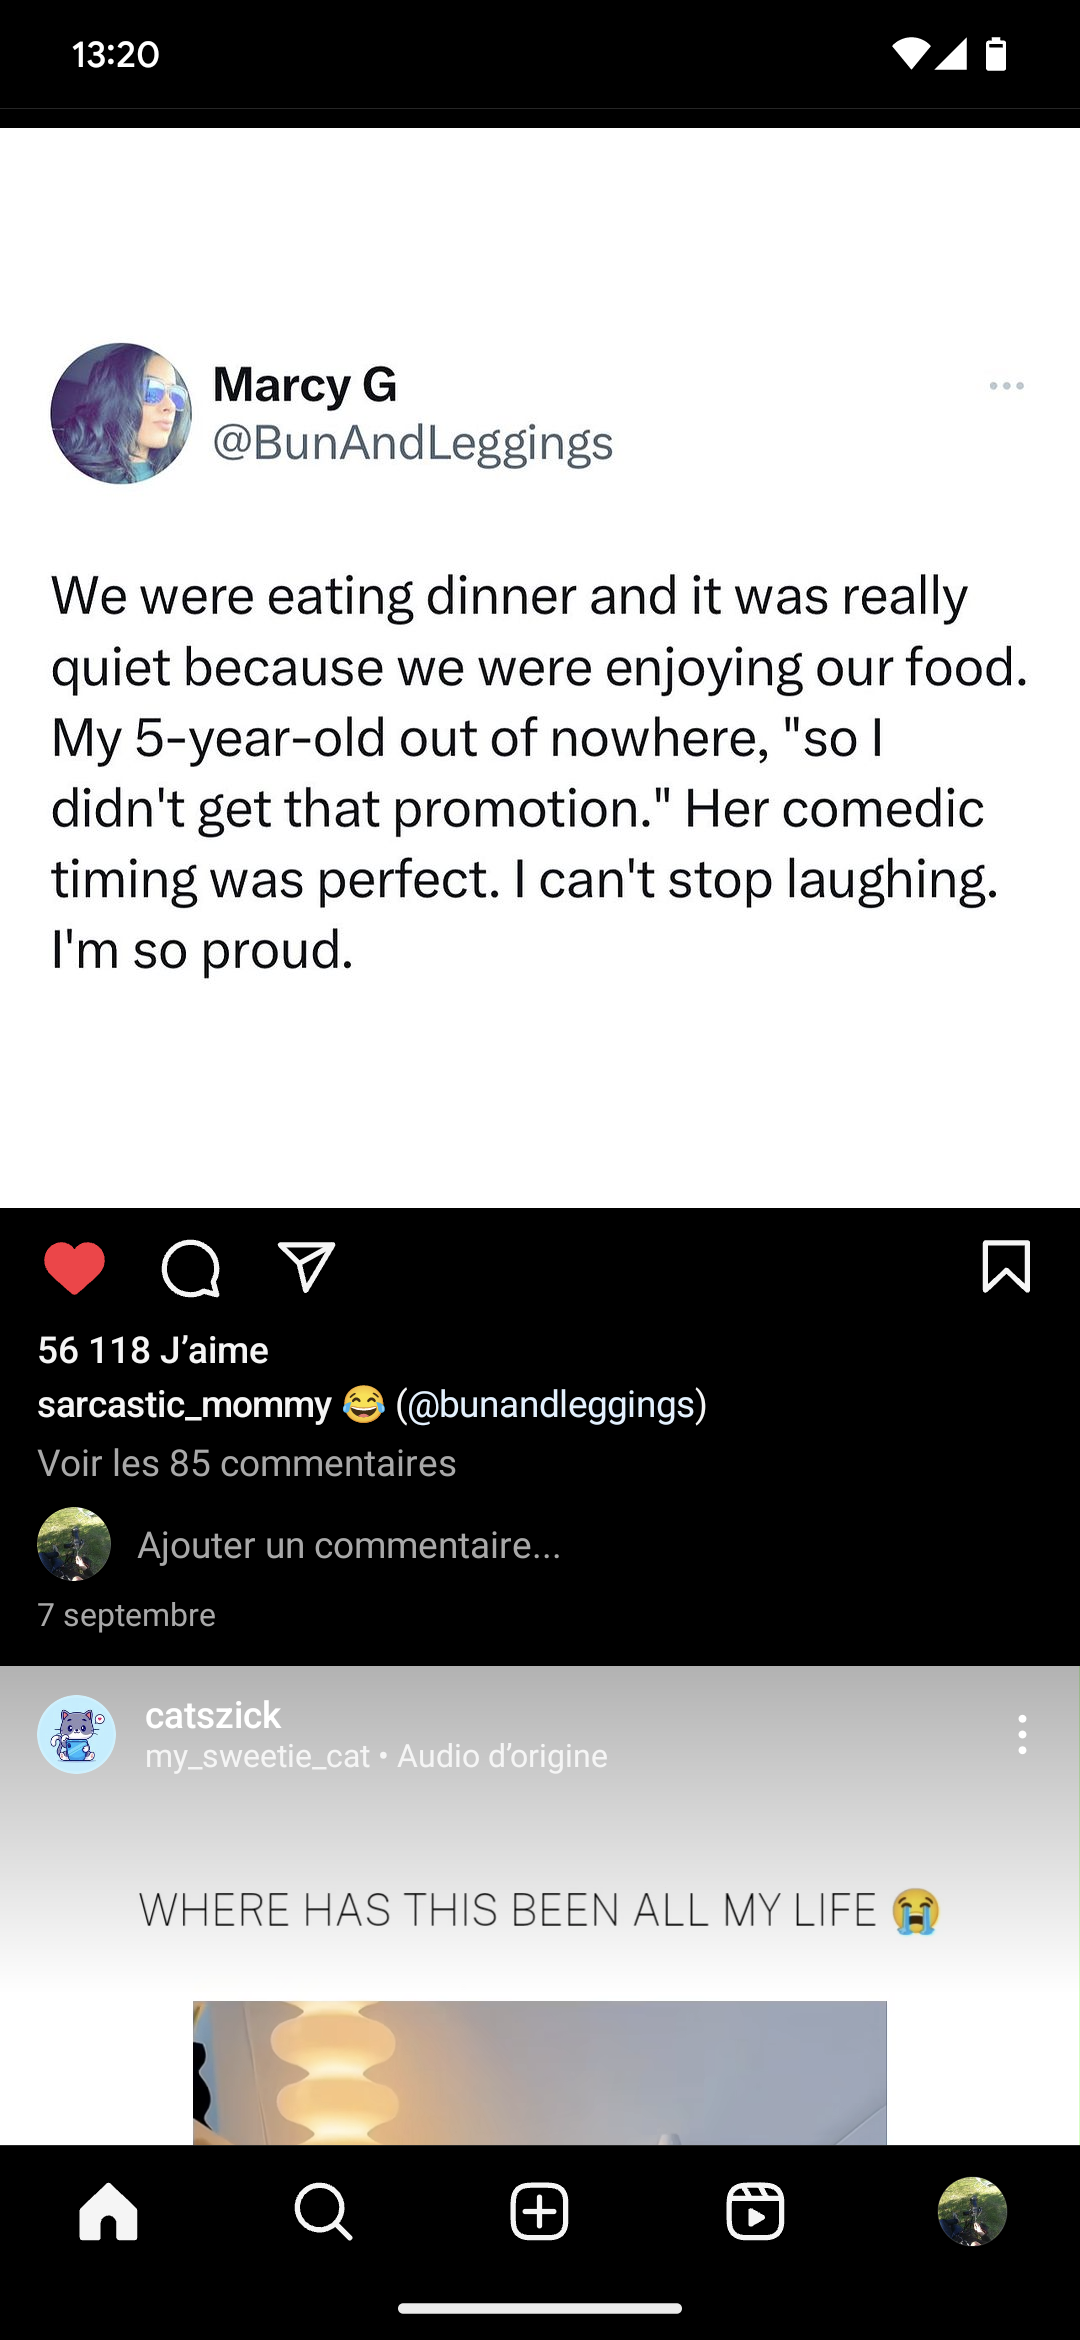 13:20
Marcy G
@BunAndLeggings
We were eating dinner and it was really
quiet because we were enjoying our food.
My 5-year-old out of nowhere, "so I
didn't get that promotion." Her comedic
timing was perfect. I can't stop laughing.
I'm so proud.
56 118 J’aime
sarcastic_mommy 😂 (@bunandleggings)
Voir les 85 commentaires
Ajouter un commentaire...
7 septembre
catszick
my_sweetie_cat • Audio d’origine
WHERE HAS THIS BEEN ALL MY LIFE 😭